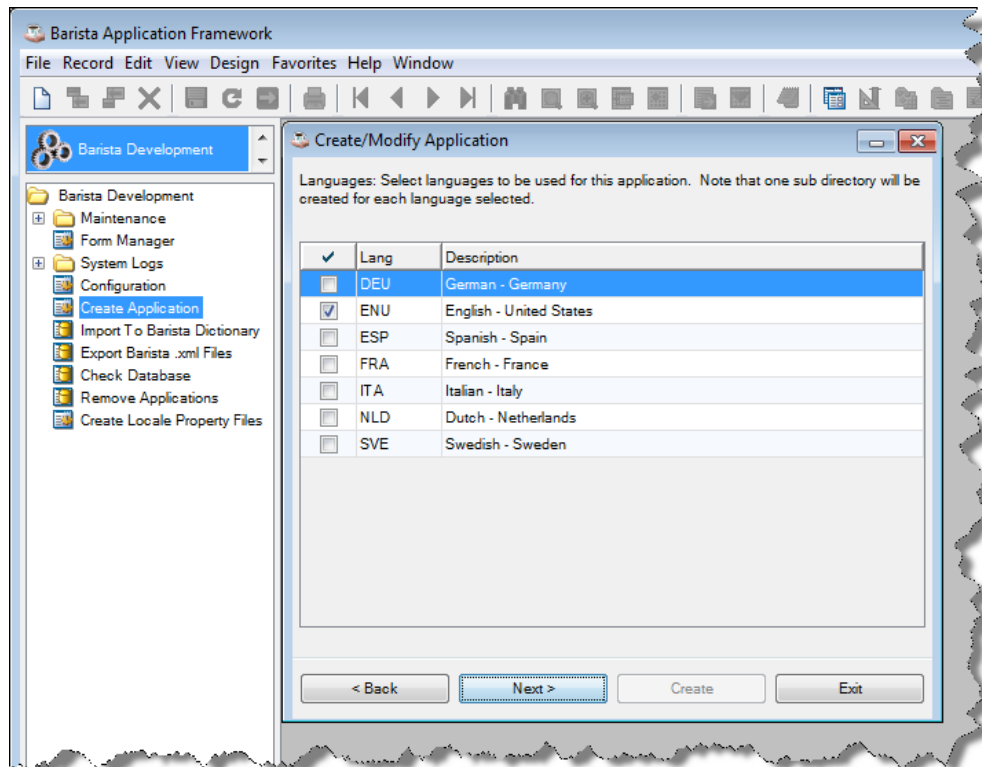 Barista Application Framework
File Record Edit View Design Favorites Help Window
Barista Development
Barista Development
Maintenance
Form Manager
System Logs
Configuration
Create Application
Import To Barista Dictionary
Export Barista .xml Files
Check Database
Remove Applications
Create Locale Property Files
Create/Modify Application
Languages: Select languages to be used for this application. Note that one sub directory will be
created for each language selected.
Lang Description
DEU German - Germany
ENU English - United States
ESP Spanish - Spain
FRA French - France
ITA Italian - Italy
NLD Dutch - Netherlands
SVE Swedish - Sweden
< Back Next > Create Exit